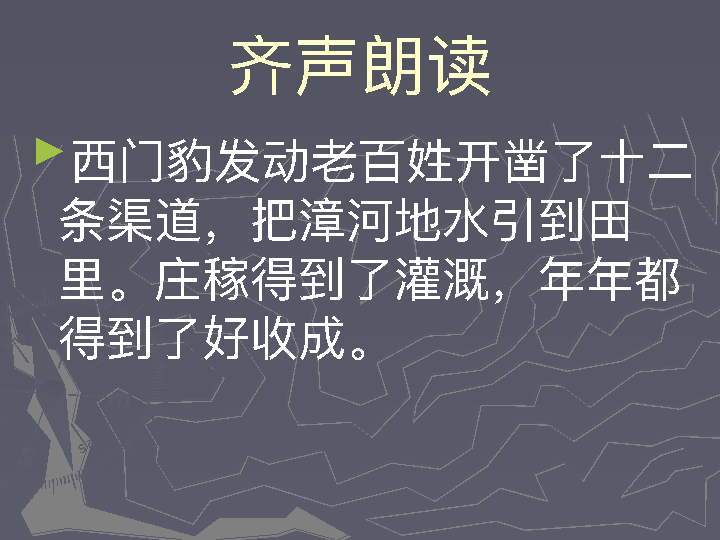 齐声朗读
西门豹发动老百姓开凿了十二
条渠道，把漳河地水引到田
里。庄稼得到了灌溉，年年都
得到了好收成。